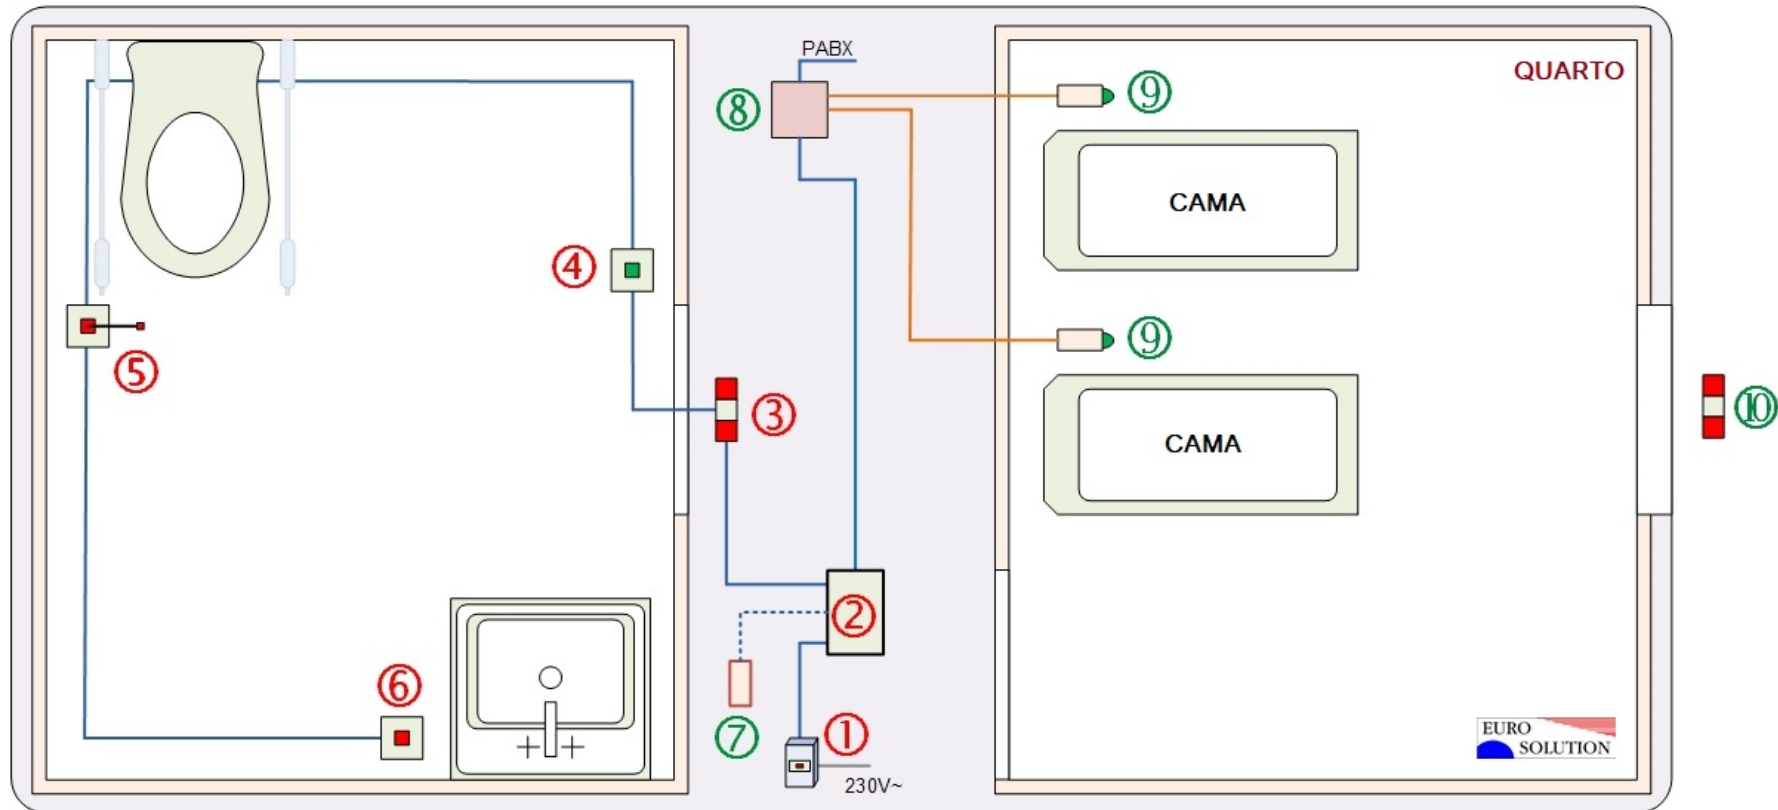 PABX
QUARTO
⑧
⑨
CAMA
④
⑤
⑨
③
⑩
CAMA
②
⑥
⑦
①
230V~
EURO
SOLUTION